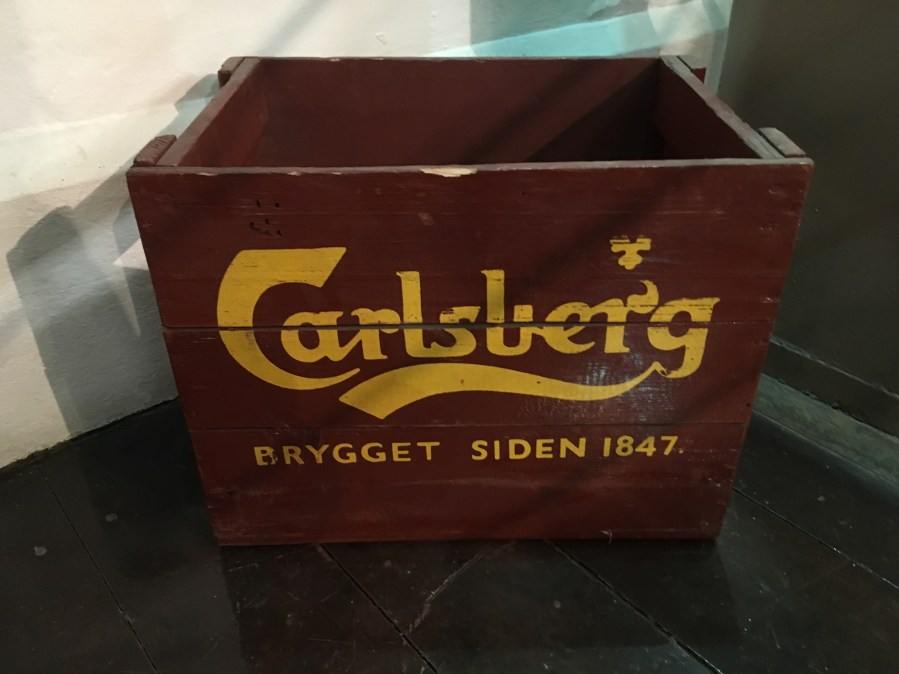 Carlsberg
BRYGGET SIDEN 1847.